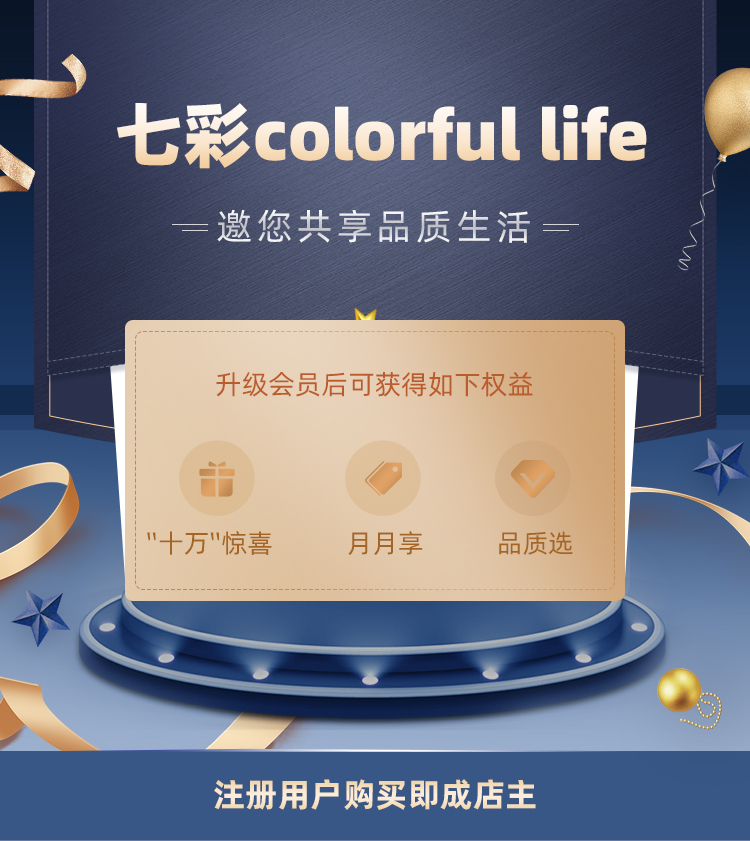 七彩colorful life
邀您共享品质生活
升级会员后可获得如下权益
"十万"惊喜 月月享 品质选
注册用户购买即成店主